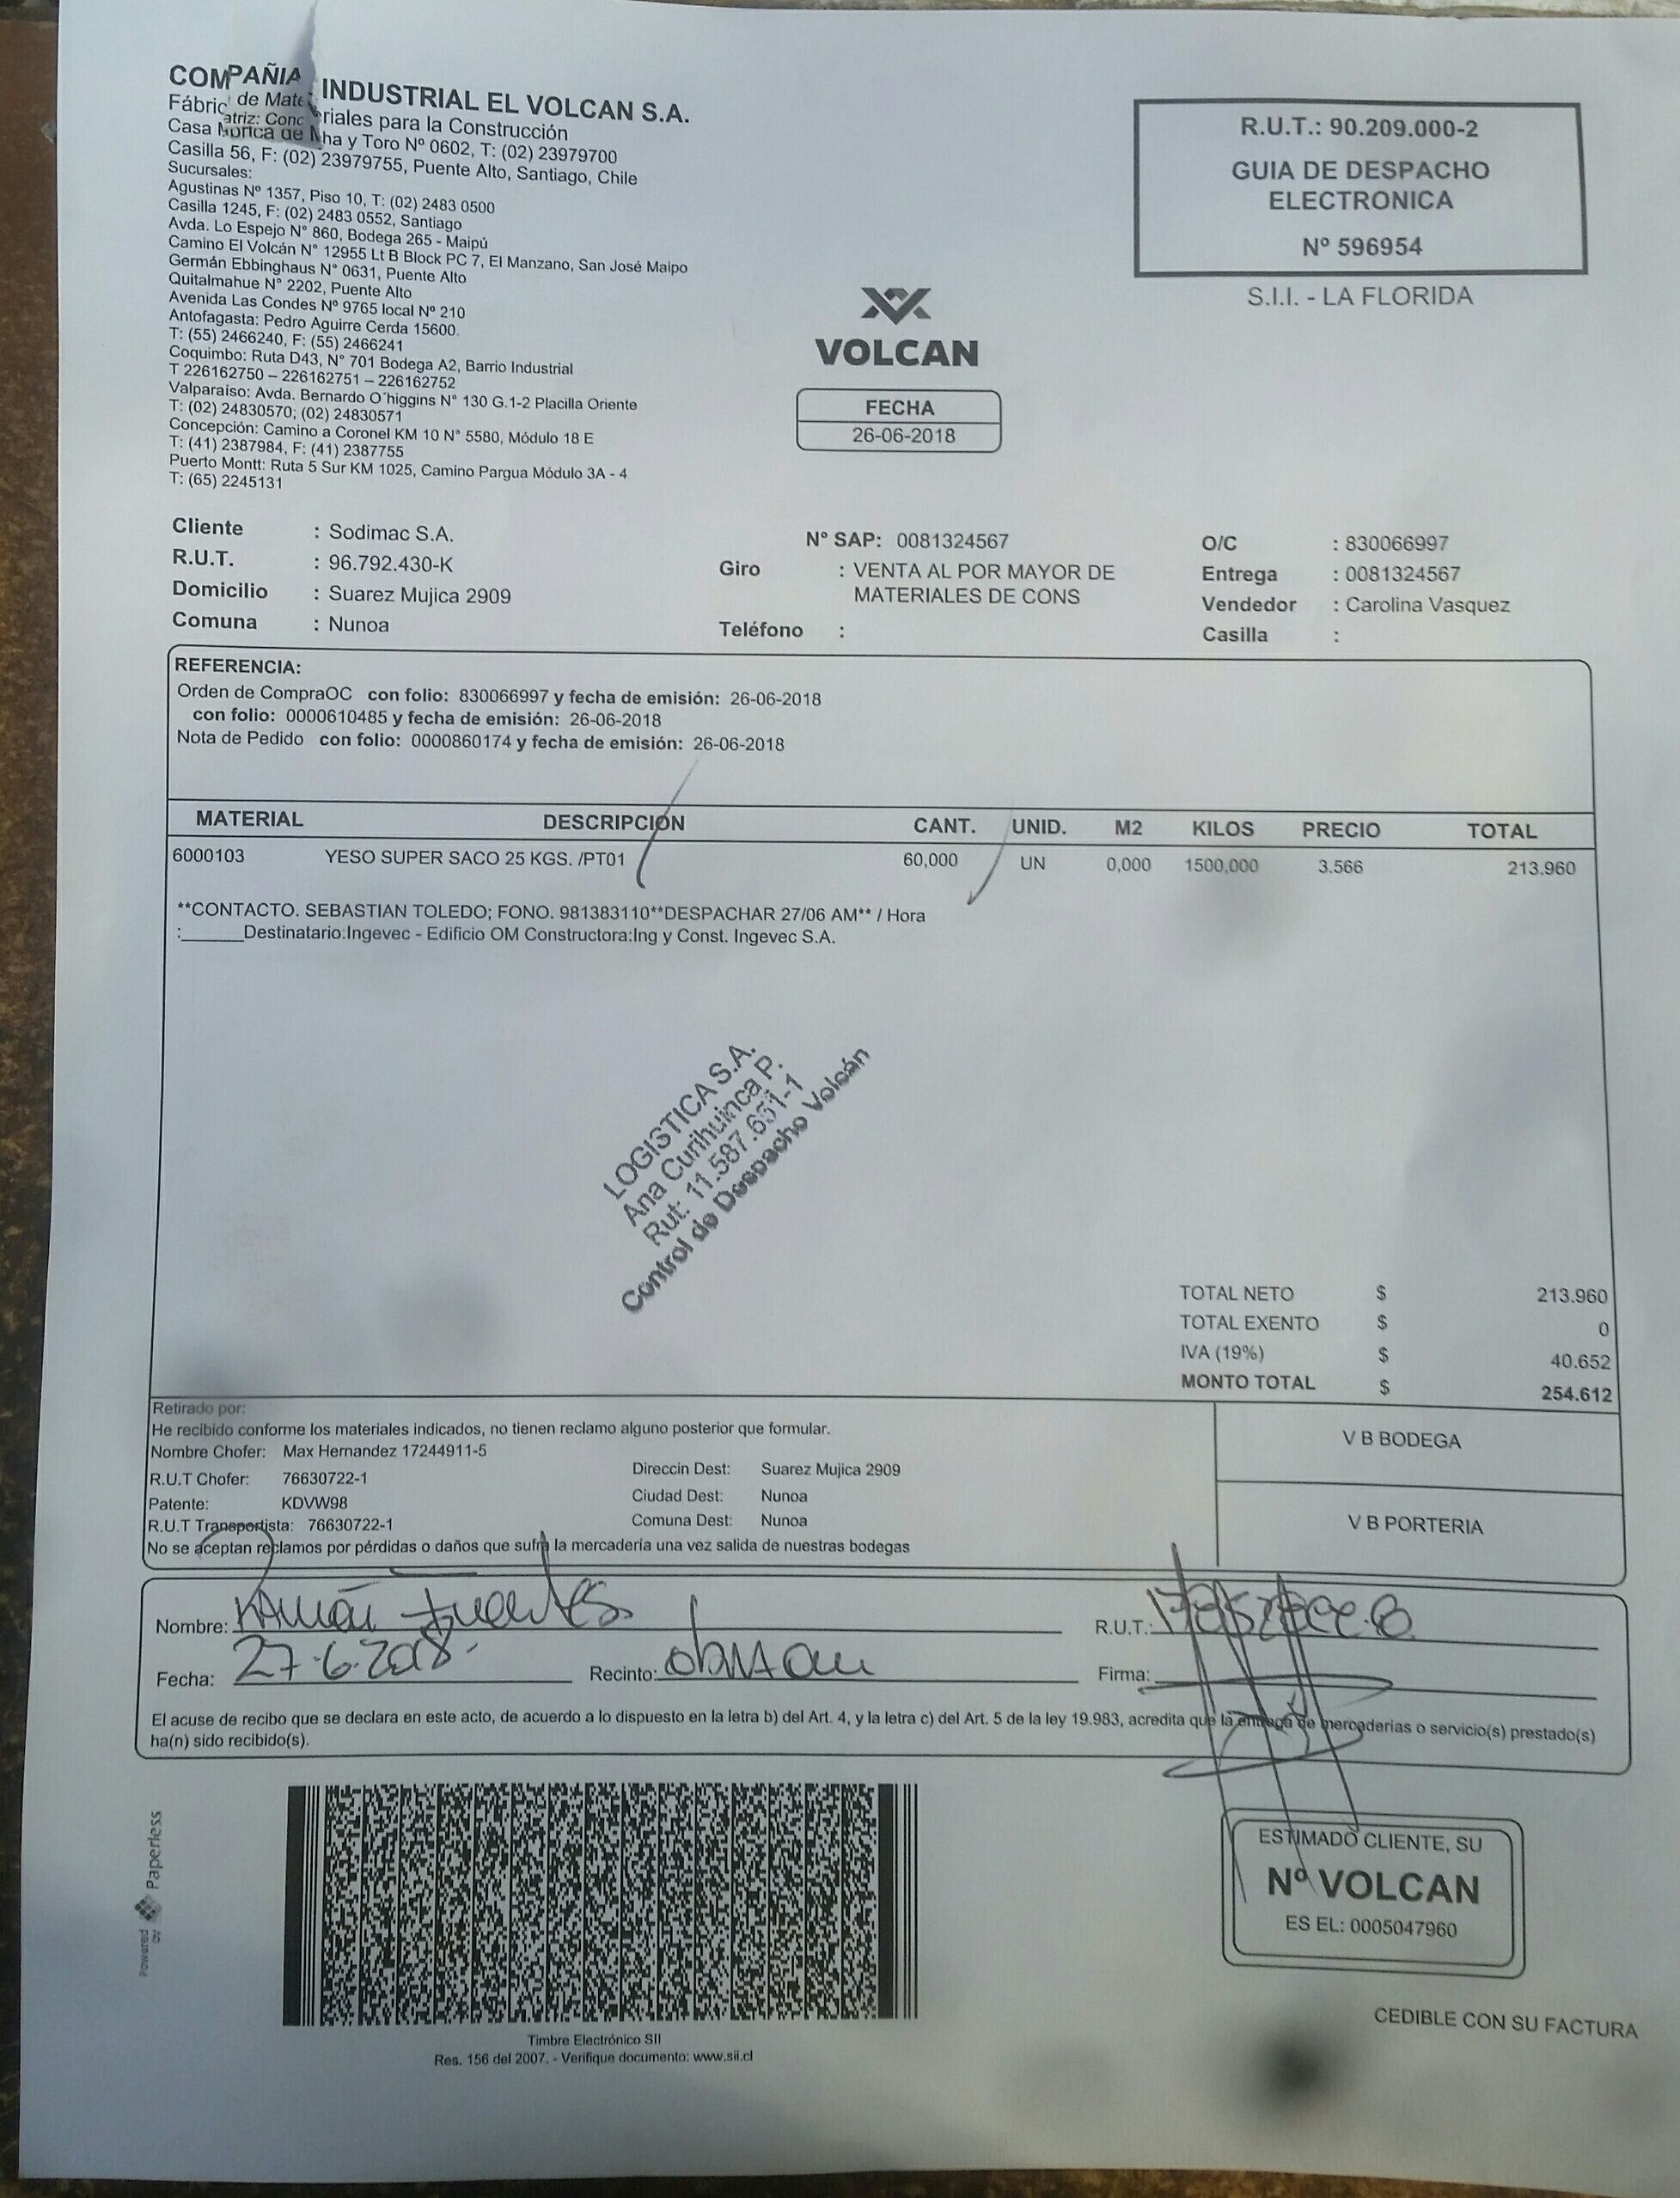 COMPAÑIA INDUSTRIAL EL VOLCAN S.A.
Fábric de Materiales para la Construcción
Casa Matriz: Concha y Toro Nº 0602, T: (02) 23979700
Casilla 56, F: (02) 23979755, Puente Alto, Santiago, Chile
Sucursales:
Agustinas Nº 1357, Piso 10, T: (02) 2483 0500
Casilla 1245, F: (02) 2483 0552, Santiago
Avda. Lo Espejo N° 860, Bodega 265 - Maipú
Camino El Volcán N° 12955 Lt B Block PC 7, El Manzano, San José Maipo
Germán Ebbinghaus N° 0631, Puente Alto
Quitalmahue N° 2202, Puente Alto
Avenida Las Condes Nº 9765 local Nº 210
Antofagasta: Pedro Aguirre Cerda 15600.
T: (55) 2466240, F: (55) 2466241
Coquimbo: Ruta D43, N° 701 Bodega A2, Barrio Industrial
T 226162750 – 226162751 – 226162752
Valparaíso: Avda. Bernardo O´higgins N° 130 G.1-2 Placilla Oriente
T: (02) 24830570; (02) 24830571
Concepción: Camino a Coronel KM 10 N° 5580, Módulo 18 E
T: (41) 2387984, F: (41) 2387755
Puerto Montt: Ruta 5 Sur KM 1025, Camino Pargua Módulo 3A - 4
T: (65) 2245131
R.U.T.: 90.209.000-2
GUIA DE DESPACHO
ELECTRONICA
Nº 596954
S.I.I. - LA FLORIDA
VOLCAN
FECHA
26-06-2018
Cliente : Sodimac S.A.
R.U.T. : 96.792.430-K
Domicilio : Suarez Mujica 2909
Comuna : Nunoa
N° SAP: 0081324567
Giro : VENTA AL POR MAYOR DE
MATERIALES DE CONS
Teléfono :
O/C : 830066997
Entrega : 0081324567
Vendedor : Carolina Vasquez
Casilla :
REFERENCIA:
Orden de CompraOC con folio: 830066997 y fecha de emisión: 26-06-2018
con folio: 0000610485 y fecha de emisión: 26-06-2018
Nota de Pedido con folio: 0000860174 y fecha de emisión: 26-06-2018
MATERIAL DESCRIPCIÓN CANT. UNID. M2 KILOS PRECIO TOTAL
6000103 YESO SUPER SACO 25 KGS. /PT01 60,000 UN 0,000 1500,000 3.566 213.960
**CONTACTO. SEBASTIAN TOLEDO; FONO. 981383110**DESPACHAR 27/06 AM** / Hora
:______Destinatario:Ingevec - Edificio OM Constructora:Ing y Const. Ingevec S.A.
LOGISTICA S.A.
Ana Curihuinca P.
Rut: 11.587.651-1
Control de Despacho Volcán
TOTAL NETO $ 213.960
TOTAL EXENTO $ 0
IVA (19%) $ 40.652
MONTO TOTAL $ 254.612
Retirado por:
He recibido conforme los materiales indicados, no tienen reclamo alguno posterior que formular.
Nombre Chofer: Max Hernandez 17244911-5
R.U.T Chofer: 76630722-1
Patente: KDVW98
R.U.T Transportista: 76630722-1
Direccin Dest: Suarez Mujica 2909
Ciudad Dest: Nunoa
Comuna Dest: Nunoa
No se aceptan reclamos por pérdidas o daños que sufra la mercadería una vez salida de nuestras bodegas
V B BODEGA
V B PORTERIA
Nombre: Ramón Fuentes
R.U.T.:
Fecha: 27-6-2018-
Recinto:
Firma:
El acuse de recibo que se declara en este acto, de acuerdo a lo dispuesto en la letra b) del Art. 4, y la letra c) del Art. 5 de la ley 19.983, acredita que la entrega de mercaderias o servicio(s) prestado(s)
ha(n) sido recibido(s).
Powered by Paperless
Timbre Electrónico SII
Res. 156 del 2007. - Verifique documento: www.sii.cl
ESTIMADO CLIENTE, SU
Nº VOLCAN
ES EL: 0005047960
CEDIBLE CON SU FACTURA